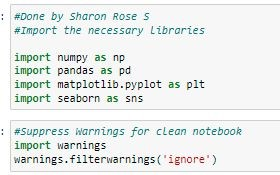 :
#Done by Sharon Rose S
#Import the necessary Libraries
import numpy as np
import pandas as pd
import matplotlib.pyplot as plt
import seaborn as sns
:
#Suppress Warnings for clean notebook
import warnings
warnings.filterwarnings('ignore')